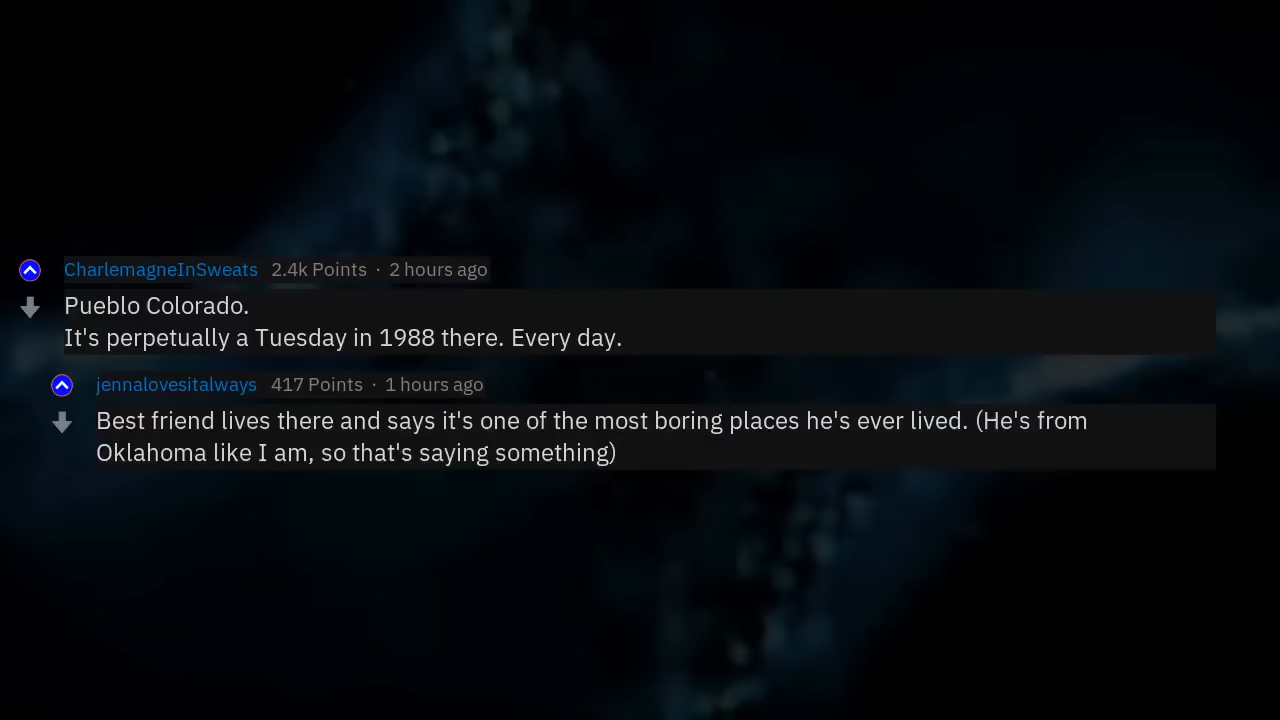 CharlemagneInSweats 2.4k Points · 2 hours ago
Pueblo Colorado.
It's perpetually a Tuesday in 1988 there. Every day.
jennalovesitalways 417 Points · 1 hours ago
Best friend lives there and says it's one of the most boring places he's ever lived. (He's from
Oklahoma like I am, so that's saying something)